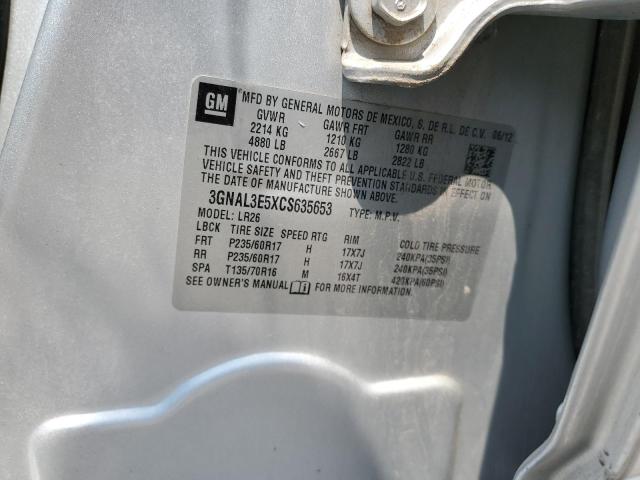 GM
MFD BY GENERAL MOTORS DE MEXICO, S. DE R.L. DE C.V. 06/12
GVWR GAWR FRT GAWR RR
2214 KG 1210 KG 1280 KG
4880 LB 2667 LB 2822 LB
THIS VEHICLE CONFORMS TO ALL APPLICABLE U.S. FEDERAL MOTOR
VEHICLE SAFETY AND THEFT PREVENTION STANDARDS IN EFFECT ON
THE DATE OF MANUFACTURE SHOWN ABOVE.
3GNAL3E5XCS635653 TYPE: M.P.V.
MODEL: LR26
LBCK TIRE SIZE SPEED RTG RIM COLD TIRE PRESSURE
FRT P235/60R17 H 17X7J 240KPA(35PSI)
RR P235/60R17 H 17X7J 240KPA(35PSI)
SPA T135/70R16 M 16X4T 420KPA(60PSI)
SEE OWNER'S MANUAL FOR MORE INFORMATION.